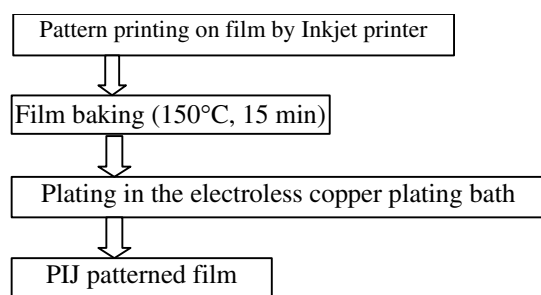 Pattern printing on film by Inkjet printer
Film baking (150°C, 15 min)
Plating in the electroless copper plating bath
PIJ patterned film